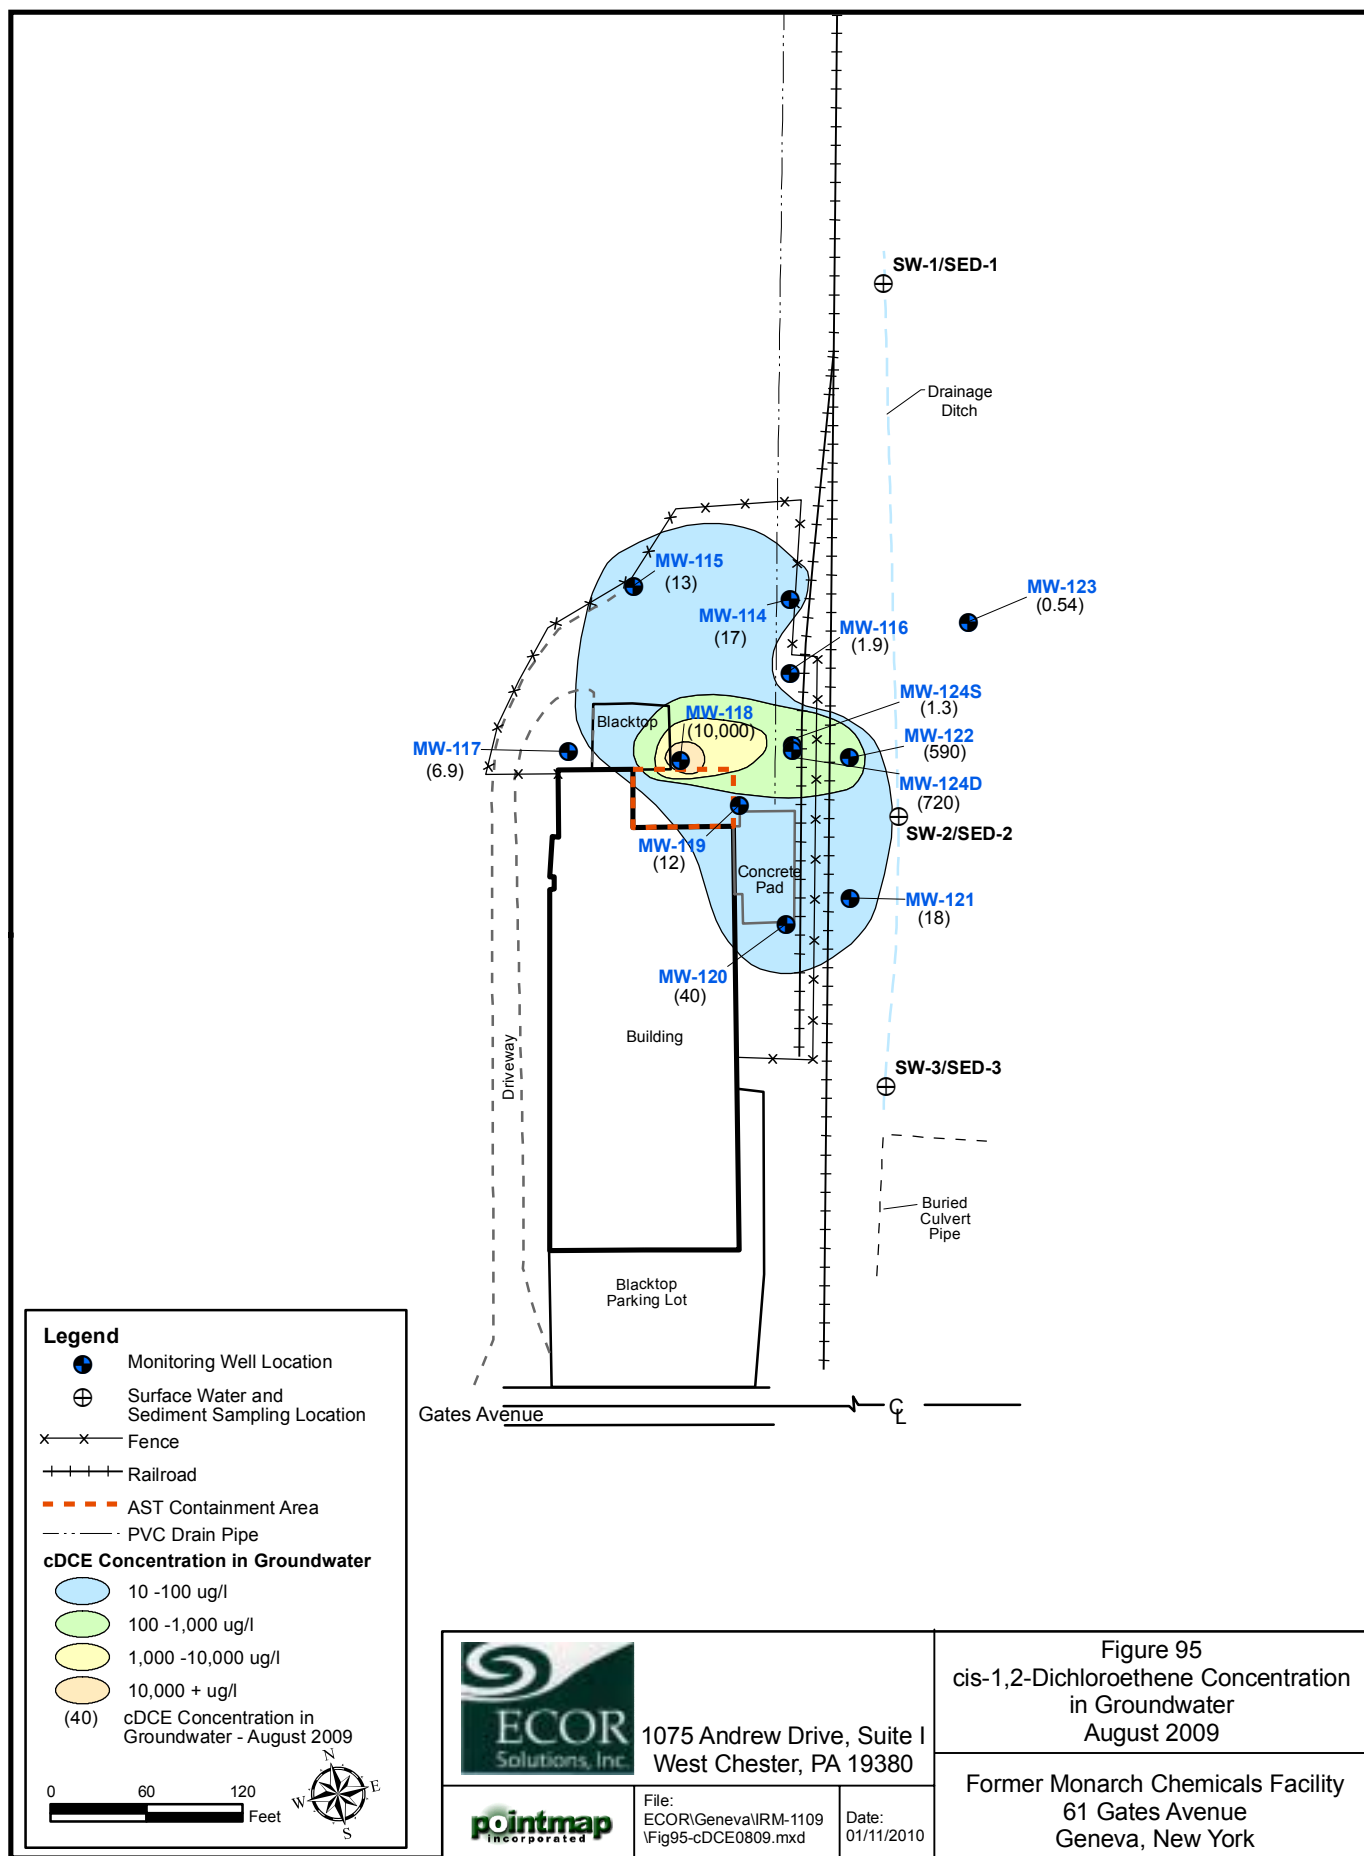 SW-1/SED-1
Drainage
Ditch
MW-115
(13)
MW-114
(17)
MW-123
(0.54)
MW-116
(1.9)
MW-124S
(1.3)
MW-118
(10,000)
Blacktop
MW-122
(590)
MW-117
(6.9)
MW-124D
(720)
SW-2/SED-2
MW-119
(12)
Concrete
Pad
MW-121
(18)
MW-120
(40)
Building
Driveway
SW-3/SED-3
Buried
Culvert
Pipe
Blacktop
Parking Lot
Gates Avenue
CL
Legend
Monitoring Well Location
Surface Water and
Sediment Sampling Location
Fence
Railroad
AST Containment Area
PVC Drain Pipe
cDCE Concentration in Groundwater
10 -100 ug/l
100 -1,000 ug/l
1,000 -10,000 ug/l
10,000 + ug/l
(40) cDCE Concentration in
Groundwater - August 2009
N
E
W
S
0 60 120
Feet
ECOR
Solutions, Inc.
1075 Andrew Drive, Suite I
West Chester, PA 19380
pointmap
incorporated
File:
ECOR\Geneva\IRM-1109
\Fig95-cDCE0809.mxd
Date:
01/11/2010
Figure 95
cis-1,2-Dichloroethene Concentration
in Groundwater
August 2009
Former Monarch Chemicals Facility
61 Gates Avenue
Geneva, New York